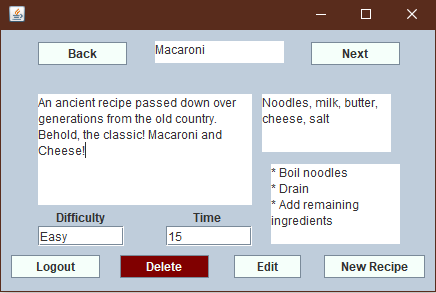 Back
Macaroni
Next
An ancient recipe passed down over
generations from the old country.
Behold, the classic! Macaroni and
Cheese!
Noodles, milk, butter,
cheese, salt
* Boil noodles
* Drain
* Add remaining
ingredients
Difficulty
Time
Easy
15
Logout
Delete
Edit
New Recipe